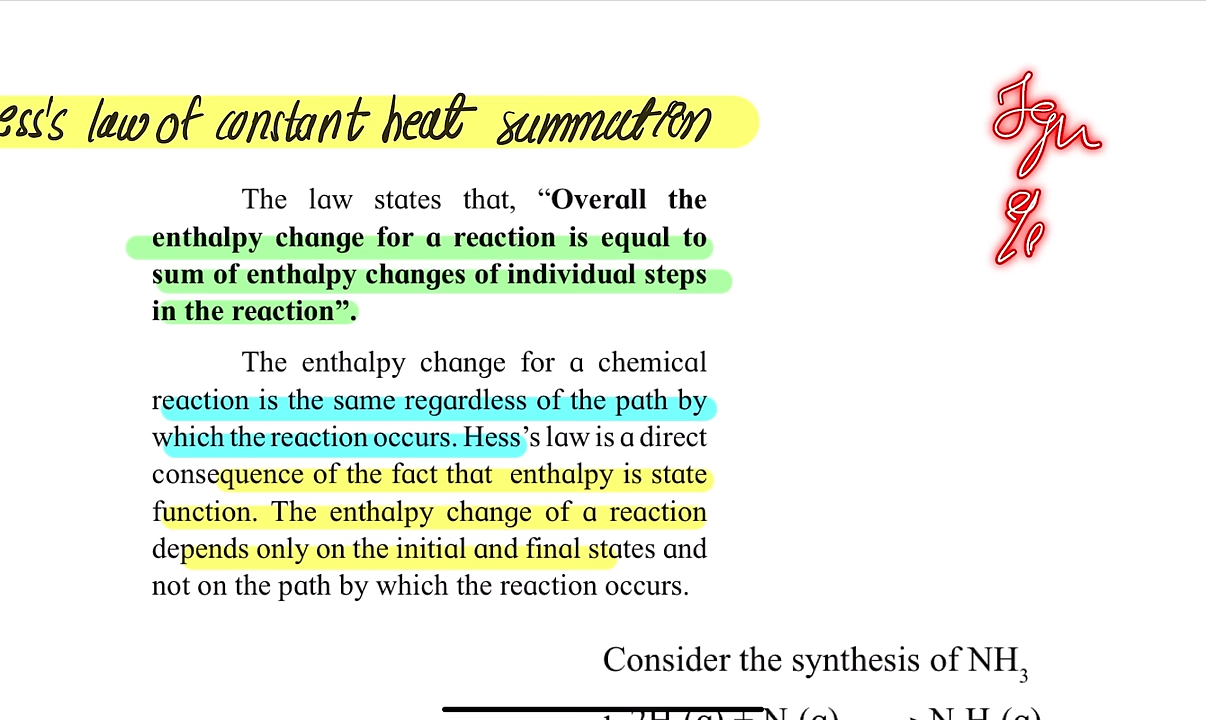 ess's law of constant heat summation
The law states that, “Overall the
enthalpy change for a reaction is equal to
sum of enthalpy changes of individual steps
in the reaction”.
The enthalpy change for a chemical
reaction is the same regardless of the path by
which the reaction occurs. Hess’s law is a direct
consequence of the fact that enthalpy is state
function. The enthalpy change of a reaction
depends only on the initial and final states and
not on the path by which the reaction occurs.
Consider the synthesis of NH₃